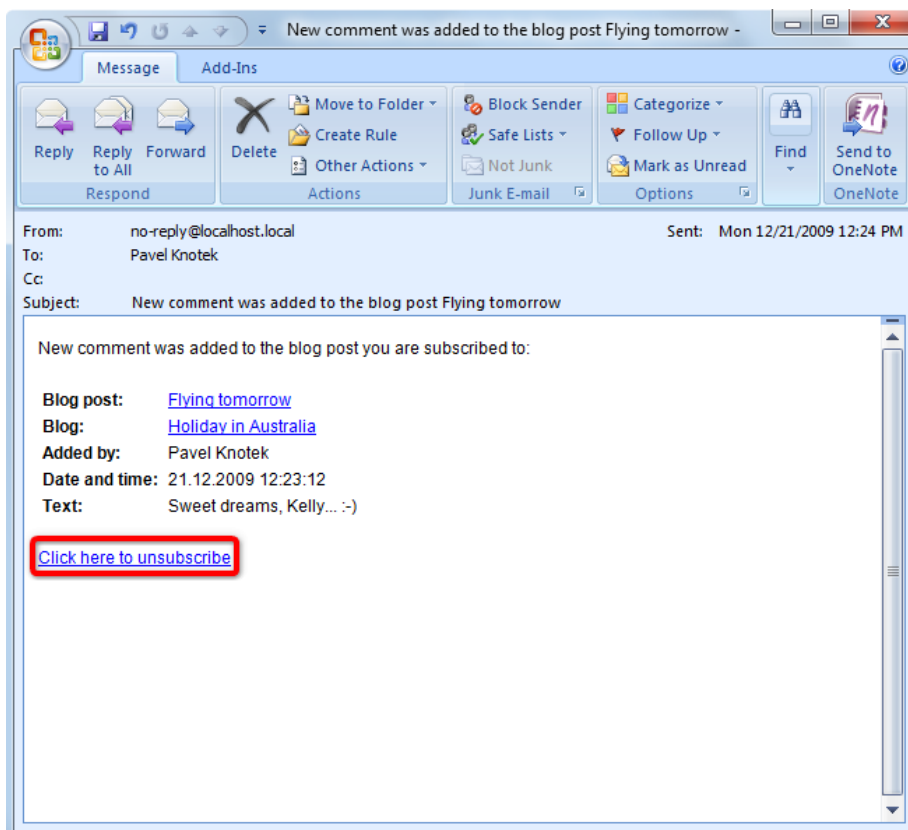 New comment was added to the blog post Flying tomorrow -
Message Add-Ins
Reply
Reply to All
Forward
Respond
Delete
Move to Folder
Create Rule
Other Actions
Actions
Block Sender
Safe Lists
Not Junk
Junk E-mail
Categorize
Follow Up
Mark as Unread
Options
Find
Send to OneNote
OneNote
From: no-reply@localhost.local Sent: Mon 12/21/2009 12:24 PM
To: Pavel Knotek
Cc:
Subject: New comment was added to the blog post Flying tomorrow
New comment was added to the blog post you are subscribed to:
Blog post: Flying tomorrow
Blog: Holiday in Australia
Added by: Pavel Knotek
Date and time: 21.12.2009 12:23:12
Text: Sweet dreams, Kelly... :-)
Click here to unsubscribe